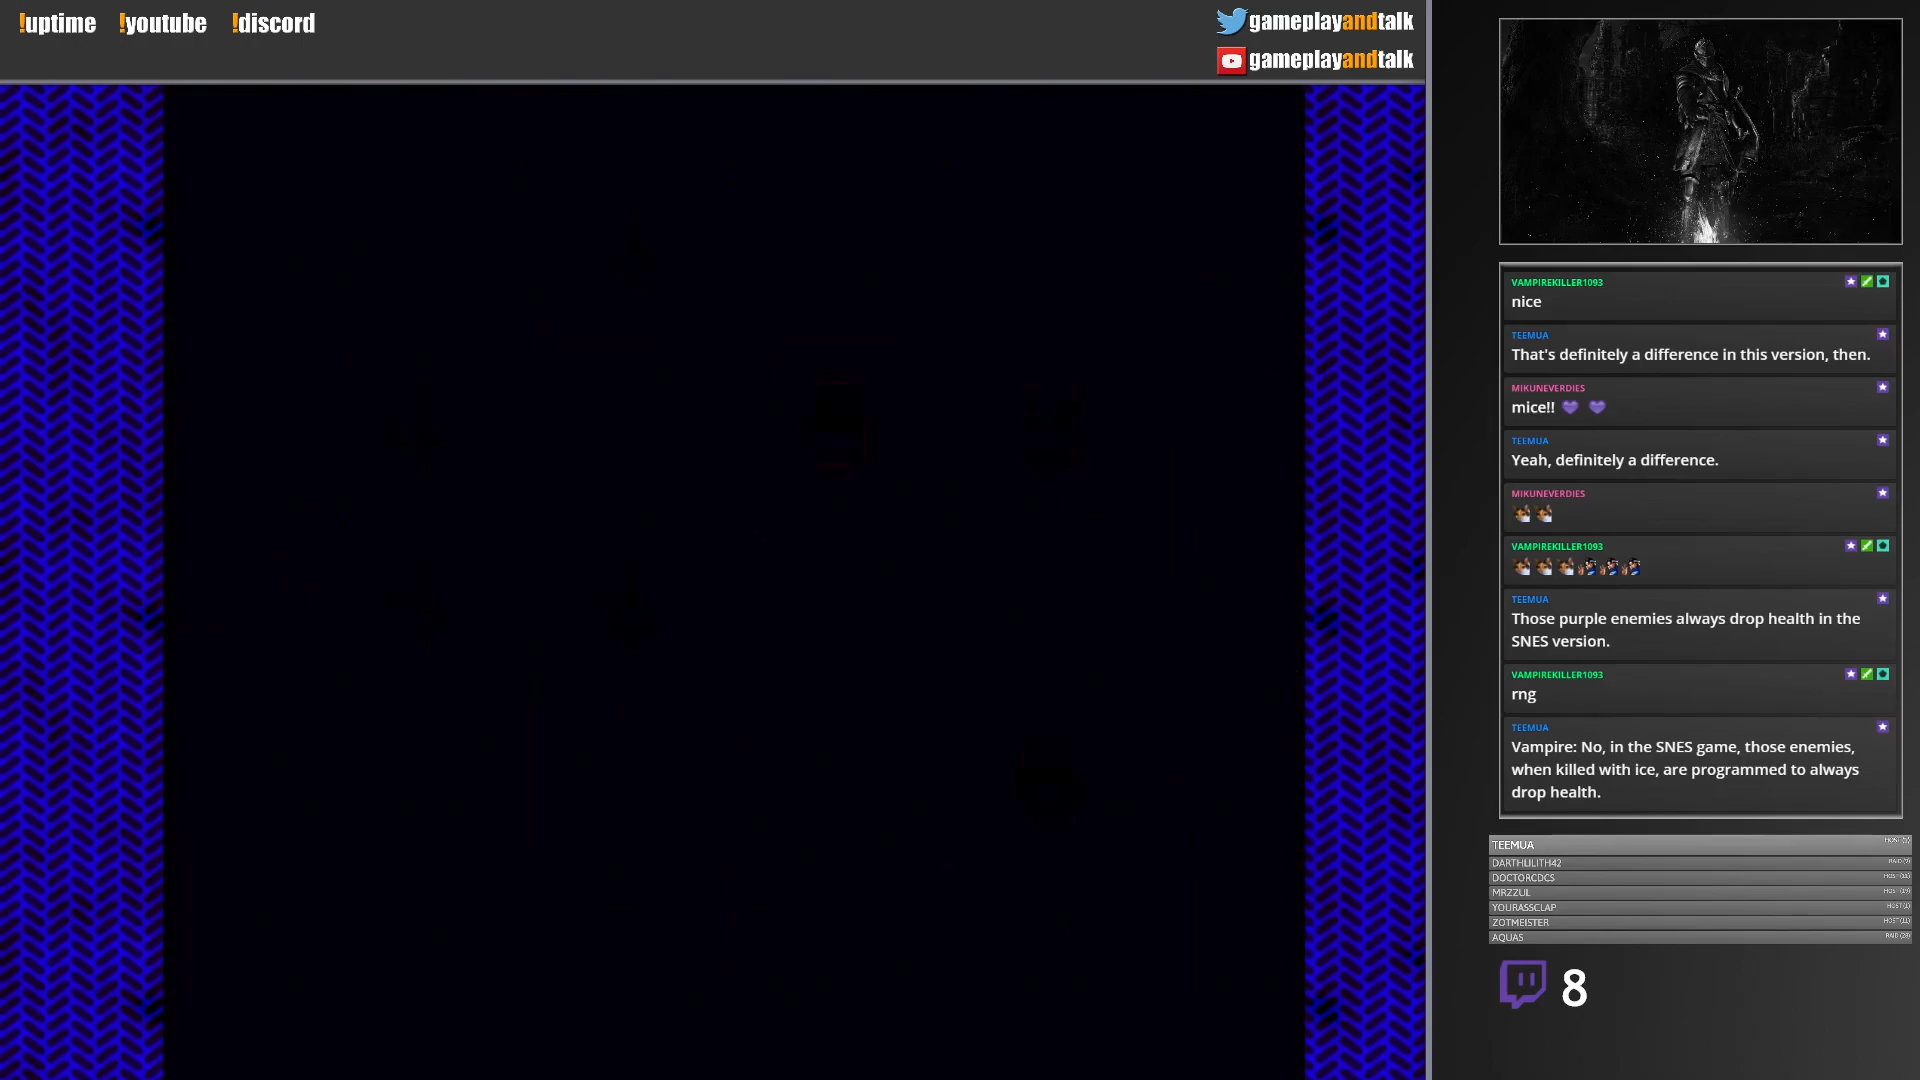 !uptime !youtube !discord
gameplayandtalk
gameplayandtalk
VAMPIREKILLER1093
nice
TEEMUA
That's definitely a difference in this version, then.
MIKUNEVERDIES
mice!!
TEEMUA
Yeah, definitely a difference.
MIKUNEVERDIES
VAMPIREKILLER1093
TEEMUA
Those purple enemies always drop health in the
SNES version.
VAMPIREKILLER1093
rng
TEEMUA
Vampire: No, in the SNES game, those enemies,
when killed with ice, are programmed to always
drop health.
TEEMUA
DARTHLILITH42
DOCTORCDCS
MRZZUL
YOURASSCLAP
ZOTMEISTER
AQUAS
8